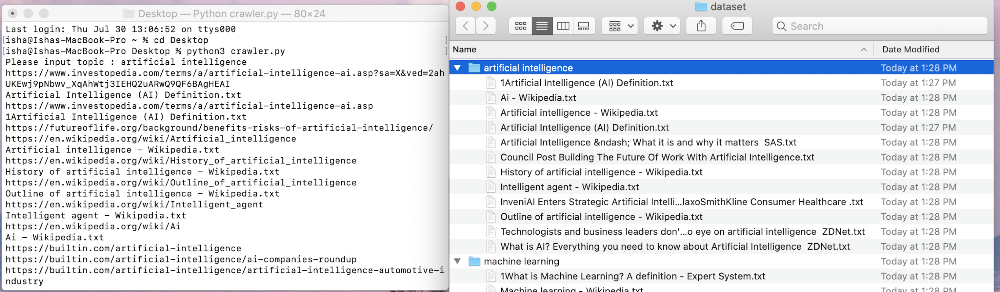 Desktop — Python crawler.py — 80×24
Last login: Thu Jul 30 13:06:52 on ttys000
[isha@Ishas-MacBook-Pro ~ % cd Desktop ]
[isha@Ishas-MacBook-Pro Desktop % python3 crawler.py ]
Please input topic : artificial intelligence
https://www.investopedia.com/terms/a/artificial-intelligence-ai.asp?sa=X&ved=2ah
UKEwj9pNbwv_XqAhWtj3IEHQ2uARwQ9QF6BAgHEAI
Artificial Intelligence (AI) Definition.txt
https://www.investopedia.com/terms/a/artificial-intelligence-ai.asp
1Artificial Intelligence (AI) Definition.txt
https://futureoflife.org/background/benefits-risks-of-artificial-intelligence/
https://en.wikipedia.org/wiki/Artificial_intelligence
Artificial intelligence - Wikipedia.txt
https://en.wikipedia.org/wiki/History_of_artificial_intelligence
History of artificial intelligence - Wikipedia.txt
https://en.wikipedia.org/wiki/Outline_of_artificial_intelligence
Outline of artificial intelligence - Wikipedia.txt
https://en.wikipedia.org/wiki/Intelligent_agent
Intelligent agent - Wikipedia.txt
https://en.wikipedia.org/wiki/Ai
Ai - Wikipedia.txt
https://builtin.com/artificial-intelligence
https://builtin.com/artificial-intelligence/ai-companies-roundup
https://builtin.com/artificial-intelligence/artificial-intelligence-automotive-i
ndustry
dataset
Search
Name Date Modified
artificial intelligence Today at 1:28 PM
1Artificial Intelligence (AI) Definition.txt Today at 1:27 PM
Ai - Wikipedia.txt Today at 1:28 PM
Artificial intelligence - Wikipedia.txt Today at 1:28 PM
Artificial Intelligence (AI) Definition.txt Today at 1:27 PM
Artificial Intelligence &ndash; What it is and why it matters  SAS.txt Today at 1:28 PM
Council Post Building The Future Of Work With Artificial Intelligence.txt Today at 1:28 PM
History of artificial intelligence - Wikipedia.txt Today at 1:28 PM
Intelligent agent - Wikipedia.txt Today at 1:28 PM
InveniAI Enters Strategic Artificial Intelli...laxoSmithKline Consumer Healthcare .txt Today at 1:28 PM
Outline of artificial intelligence - Wikipedia.txt Today at 1:28 PM
Technologists and business leaders don'...o eye on artificial intelligence  ZDNet.txt Today at 1:28 PM
What is AI? Everything you need to know about Artificial Intelligence  ZDNet.txt Today at 1:28 PM
machine learning Today at 1:28 PM
1What is Machine Learning? A definition - Expert System.txt Today at 1:28 PM
Machine learning - Wikipedia.txt Today at 1:28 PM